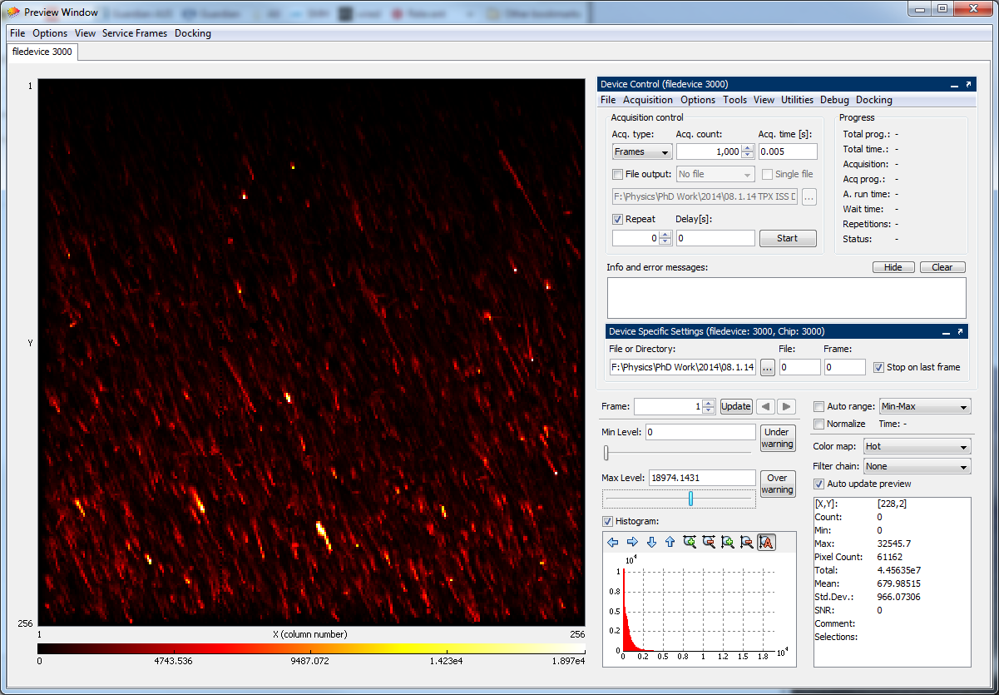 Preview Window
File Options View Service Frames Docking
filedevice 3000
1
Y
256
1 X (column number) 256
0 4743.536 9487.072 1.423e4 1.897e4
Device Control (filedevice 3000)
File Acquisition Options Tools View Utilities Debug Docking
Acquisition control
Acq. type: Acq. count: Acq. time [s]:
Frames 1,000 0.005
File output: No file Single file
F:\Physics\PhD Work\2014\08.1.14 TPX ISS D ...
Repeat Delay[s]:
0 0 Start
Progress
Total prog.: -
Total time.: -
Acquisition: -
Acq prog.: -
A. run time: -
Wait time: -
Repetitions: -
Status: -
Info and error messages: Hide Clear
Device Specific Settings (filedevice: 3000, Chip: 3000)
File or Directory: File: Frame:
F:\Physics\PhD Work\2014\08.1.14 ... 0 0 Stop on last frame
Frame: 1 Update
Min Level: 0 Under warning
Max Level: 18974.1431 Over warning
Histogram:
10^4
1
0.8
0.5
0.2
0
0 0.2 0.5 0.8 1 1.2 1.5 1.8 10^4
Auto range: Min-Max
Normalize Time: -
Color map: Hot
Filter chain: None
Auto update preview
[X,Y]: [228,2]
Count: 0
Min: 0
Max: 32545.7
Pixel Count: 61162
Total: 4.45635e7
Mean: 679.98515
Std.Dev.: 966.07306
SNR: 0
Comment:
Selections: